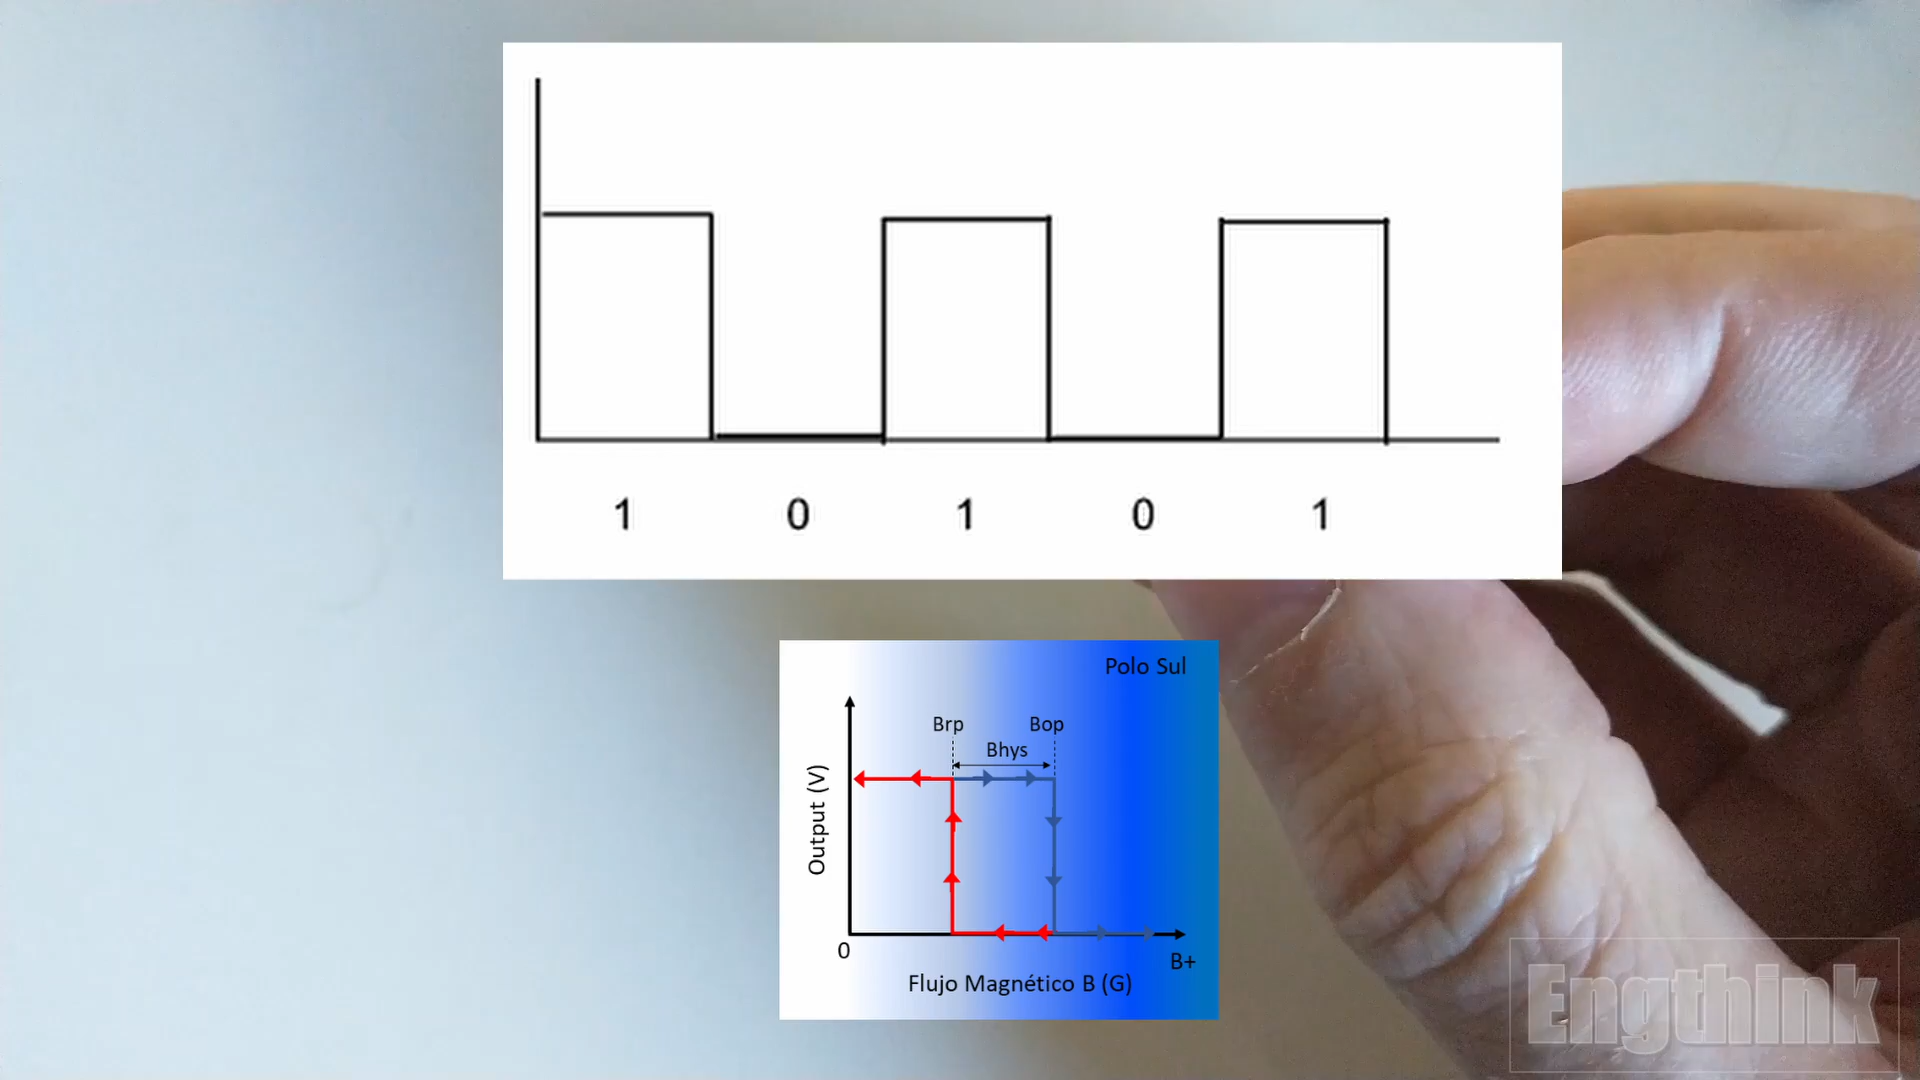 1 0 1 0 1
Polo Sul
Brp Bop
Bhys
Output (V)
0
B+
Flujo Magnético B (G)
Engthink